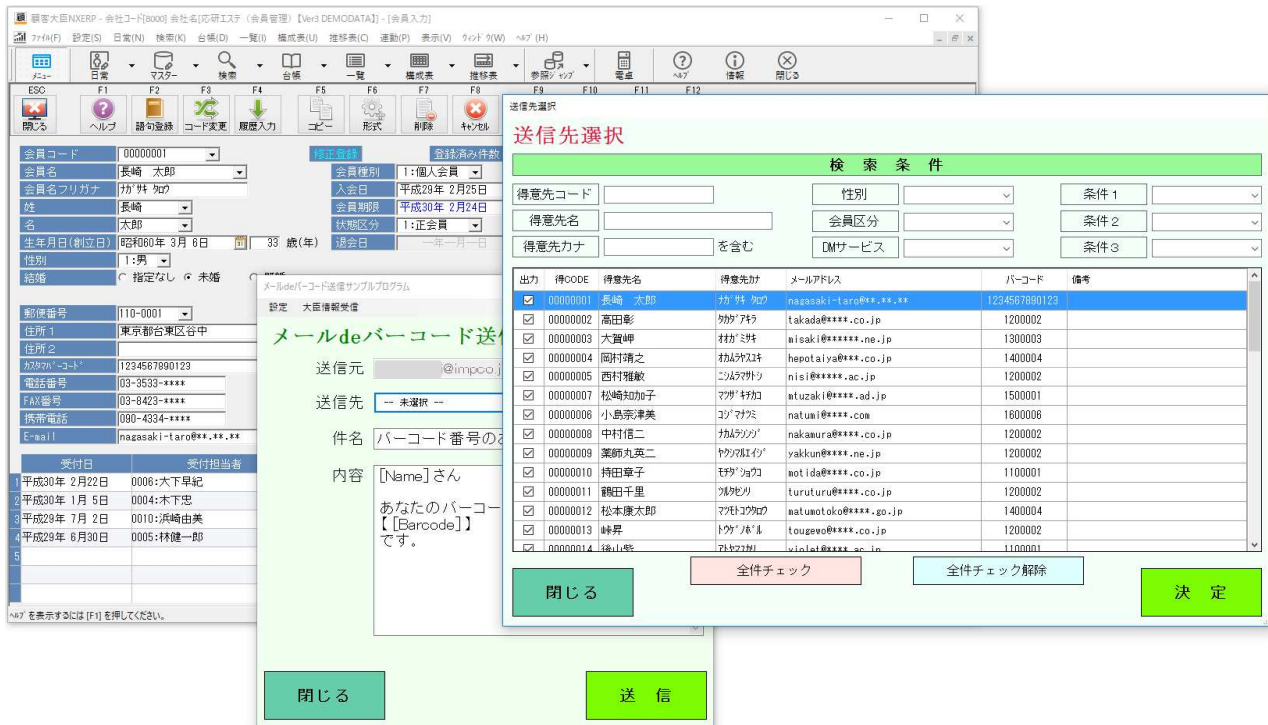 顧客大臣NXERP - 会社コード[8000] 会社名[応研エステ（会員管理）【Ver3 DEMODATA】] - [会員入力]
ファイル(F) 設定(S) 日常(N) 検索(K) 台帳(D) 一覧(I) 構成表(U) 推移表(C) 運動(P) 表示(V) ウィンドウ(W) ヘルプ(H)
メニュー 日常 マスター 検索 台帳 一覧 構成表 推移表 参照ジャンプ 電卓 ヘルプ 情報 閉じる
ESC F1 F2 F3 F4 F5 F6 F7 F8 F9 F10 F11 F12
閉じる ヘルプ 語句登録 コード変更 履歴入力 コピー 形式 削除 キャンセル
会員コード 00000001 修正登録 登録済み件数
会員名 長崎 太郎 会員種別 1:個人会員
会員名フリガナ ﾅｶﾞｻｷ ﾀﾛｳ 入会日 平成29年 2月25日
姓 長崎 会員期限 平成30年 2月24日
名 太郎 状態区分 1:正会員
生年月日(創立日) 昭和60年 3月 6日 33 歳(年) 退会日 --年--月--日
性別 1:男
結婚 指定なし 未婚
郵便番号 110-0001
住所1 東京都台東区谷中
住所2
ｶｽﾀﾏﾊﾞｰｺｰﾄﾞ 1234567890123
電話番号 03-3533-****
FAX番号 03-8423-****
携帯電話 090-4334-****
E-mail nagasaki-taro@**.**.**
受付日 受付担当者
1 平成30年 2月22日 0006:大下早紀
2 平成30年 1月 5日 0004:木下忠
3 平成29年 7月 2日 0010:浜崎由美
4 平成29年 6月30日 0005:林健一郎
5
ヘルプを表示するには [F1] を押してください。
メールdeバーコード送信サンプルプログラム
設定 大臣情報受信
メールdeバーコード送
送信元 @impco.j
送信先 -- 未選択 --
件名 バーコード番号のお
内容 [Name]さん
あなたのバーコー
【[Barcode]】
です。
閉じる 送 信
送信先選択
送信先選択
検 索 条 件
得意先コード 性別 条件1
得意先名 会員区分 条件2
得意先カナ を含む DMサービス 条件3
出力 得CODE 得意先名 得意先ｶﾅ メールアドレス バーコード 備考
00000001 長崎 太郎 ﾅｶﾞｻｷ ﾀﾛｳ nagasaki-taro@**.**.** 1234567890123
00000002 高田彰 ﾀｶﾀﾞｱｷﾗ takada@****.co.jp 1200002
00000003 大賀岬 ｵｵｶﾞﾐｻｷ misaki@******.ne.jp 1300003
00000004 岡村靖之 ｵｶﾑﾗﾔｽﾕｷ hepotaiya@***.co.jp 1400004
00000005 西村雅敏 ﾆｼﾑﾗﾏｻﾄｼ nisi@*****.ac.jp 1200002
00000007 松崎知加子 ﾏﾂｻﾞｷﾁｶｺ mtuzaki@****.ad.jp 1500001
00000006 小島奈津美 ｺｼﾞﾏﾅﾂﾐ natumi@****.com 1600006
00000008 中村信二 ﾅｶﾑﾗｼﾝｼﾞ nakamura@****.co.jp 1200002
00000009 薬師丸英二 ﾔｸｼﾏﾙｴｲｼﾞ yakkun@****.ne.jp 1200002
00000010 持田章子 ﾓﾁﾀﾞｼｮｳｺ motida@****.co.jp 1100001
00000011 鶴田千里 ﾂﾙﾀｾﾝﾘ turuturu@****.co.jp 1200002
00000012 松本康太郎 ﾏﾂﾓﾄｺｳﾀﾛｳ matumotoko@****.go.jp 1400004
00000013 峠昇 ﾄｳｹﾞﾉﾎﾞﾙ tougewo@****.co.jp 1200002
00000014 後山紫 violet@****.ac.jp 1100001
全件チェック 全件チェック解除
閉じる 決 定